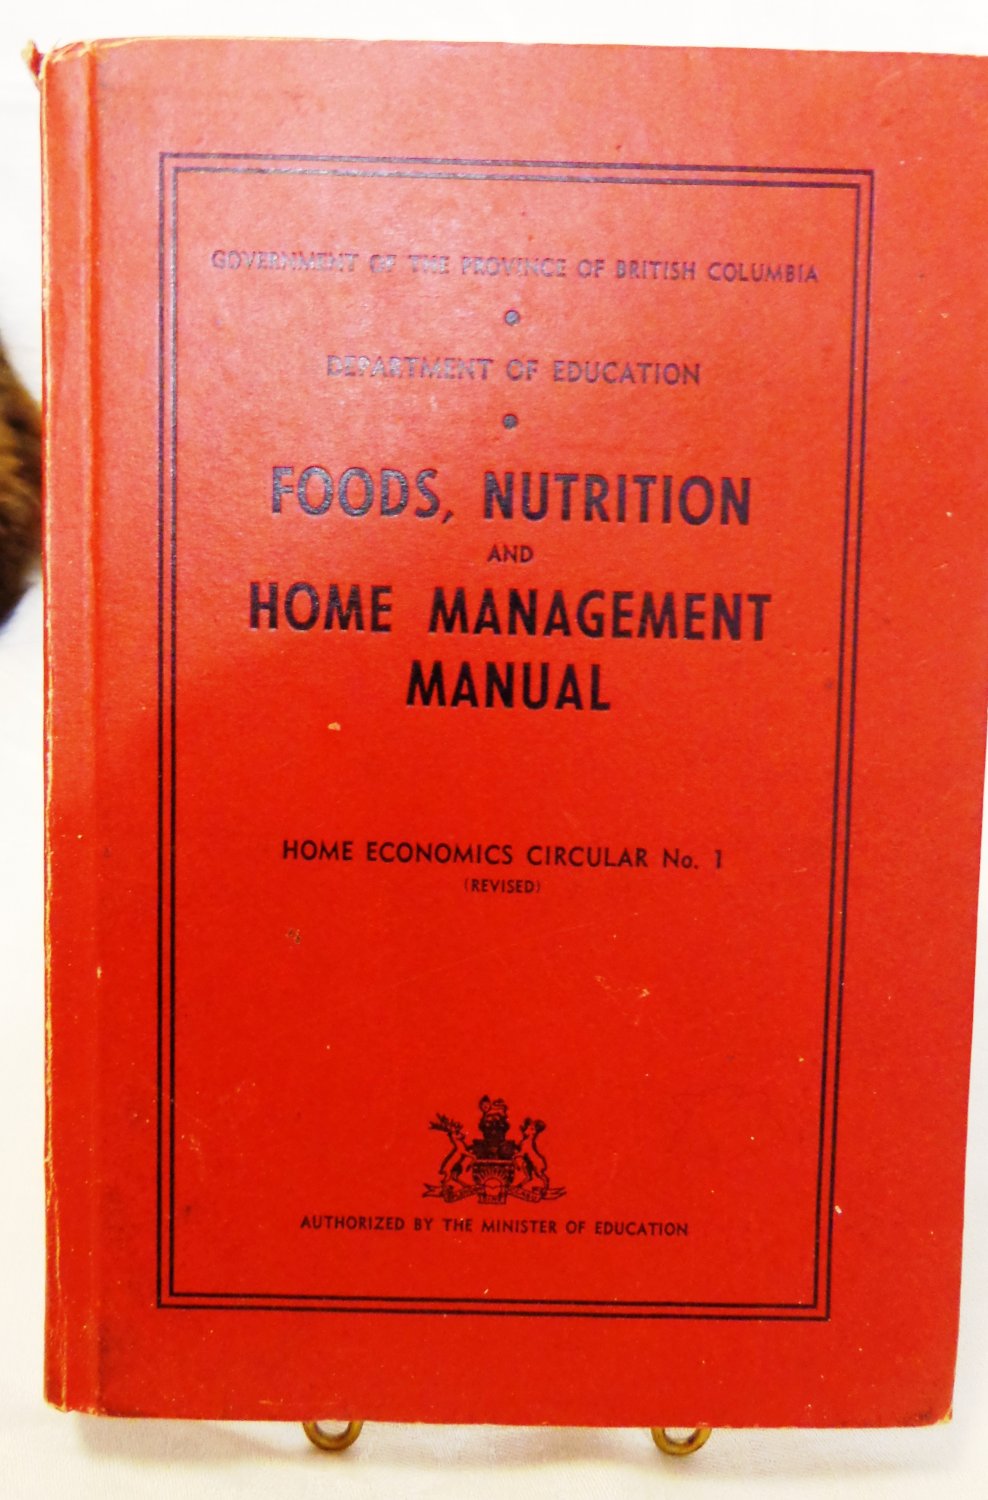 GOVERNMENT OF THE PROVINCE OF BRITISH COLUMBIA
DEPARTMENT OF EDUCATION
FOODS, NUTRITION
AND
HOME MANAGEMENT
MANUAL
HOME ECONOMICS CIRCULAR No. 1
(REVISED)
AUTHORIZED BY THE MINISTER OF EDUCATION